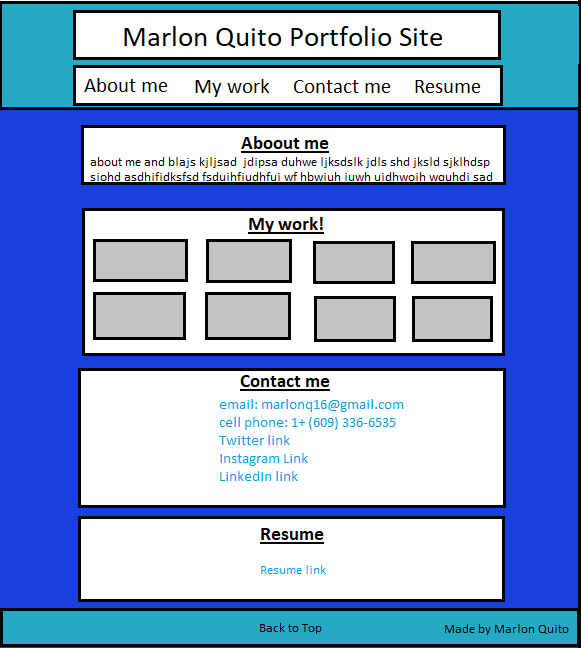 Marlon Quito Portfolio Site
About me My work Contact me Resume
Aboout me
about me and blajs kjljsad jdipsa duhwe ljksdslk jdls shd jksld sjklhdsp
siohd asdhifidksfsd fsduihfiudhfui wf hbwiuh iuwh uidhwoih wguhdi sad
My work!
Contact me
email: marlonq16@gmail.com
cell phone: 1+ (609) 336-6535
Twitter link
Instagram Link
LinkedIn link
Resume
Resume link
Back to Top
Made by Marlon Quito